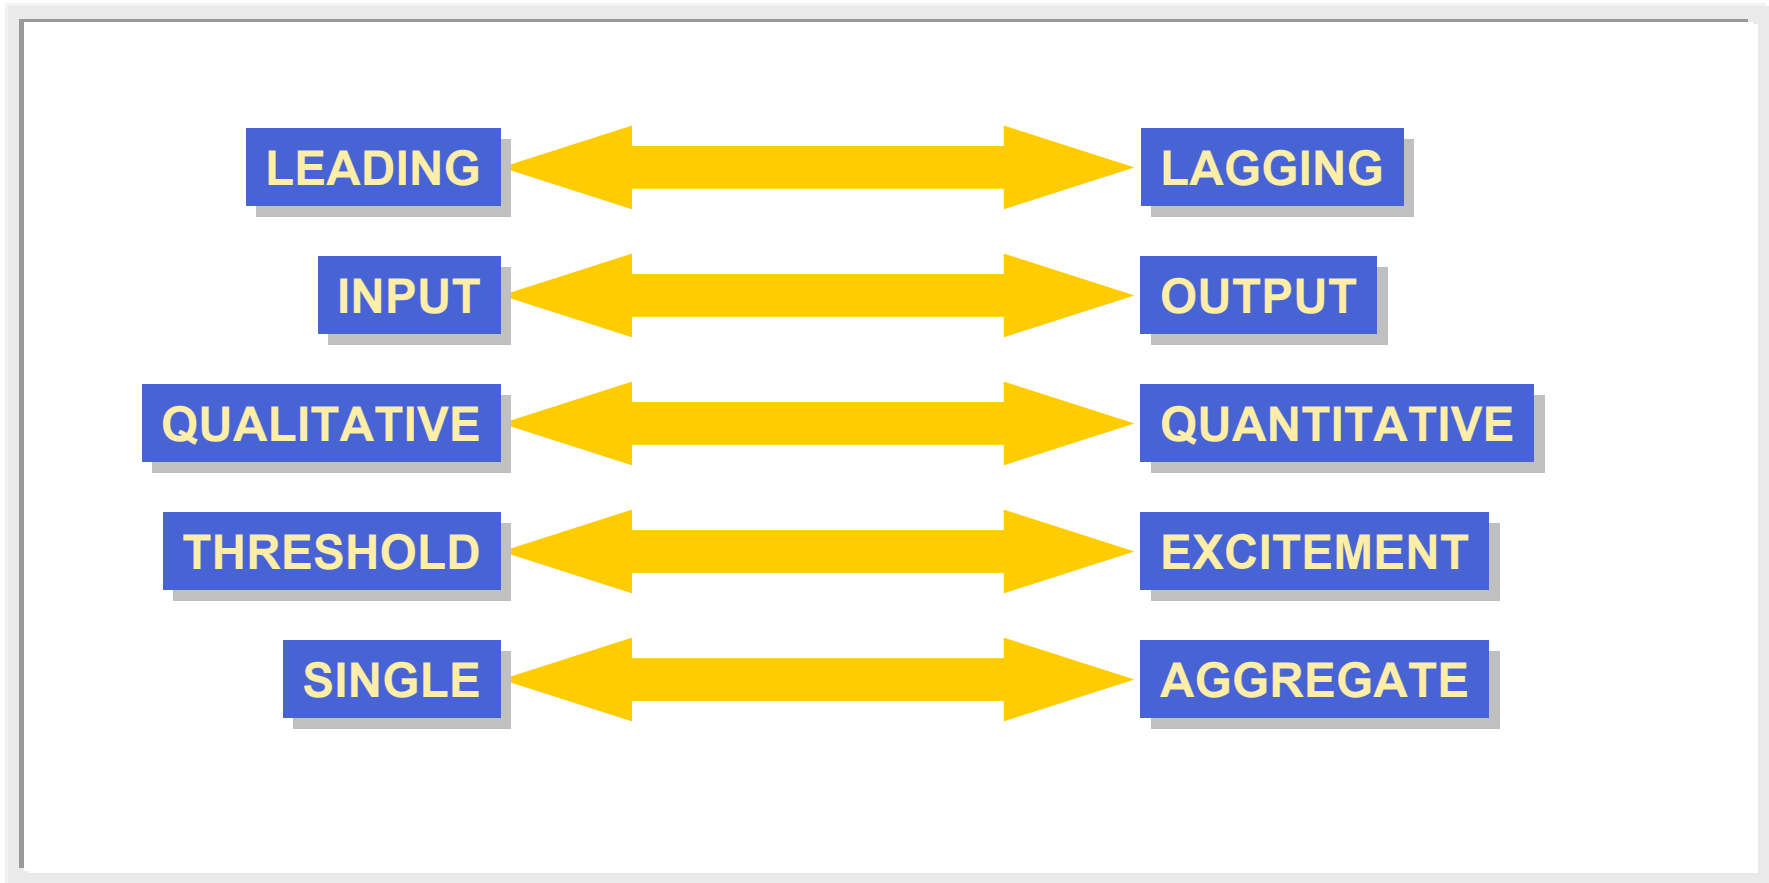 LEADING LAGGING
INPUT OUTPUT
QUALITATIVE QUANTITATIVE
THRESHOLD EXCITEMENT
SINGLE AGGREGATE